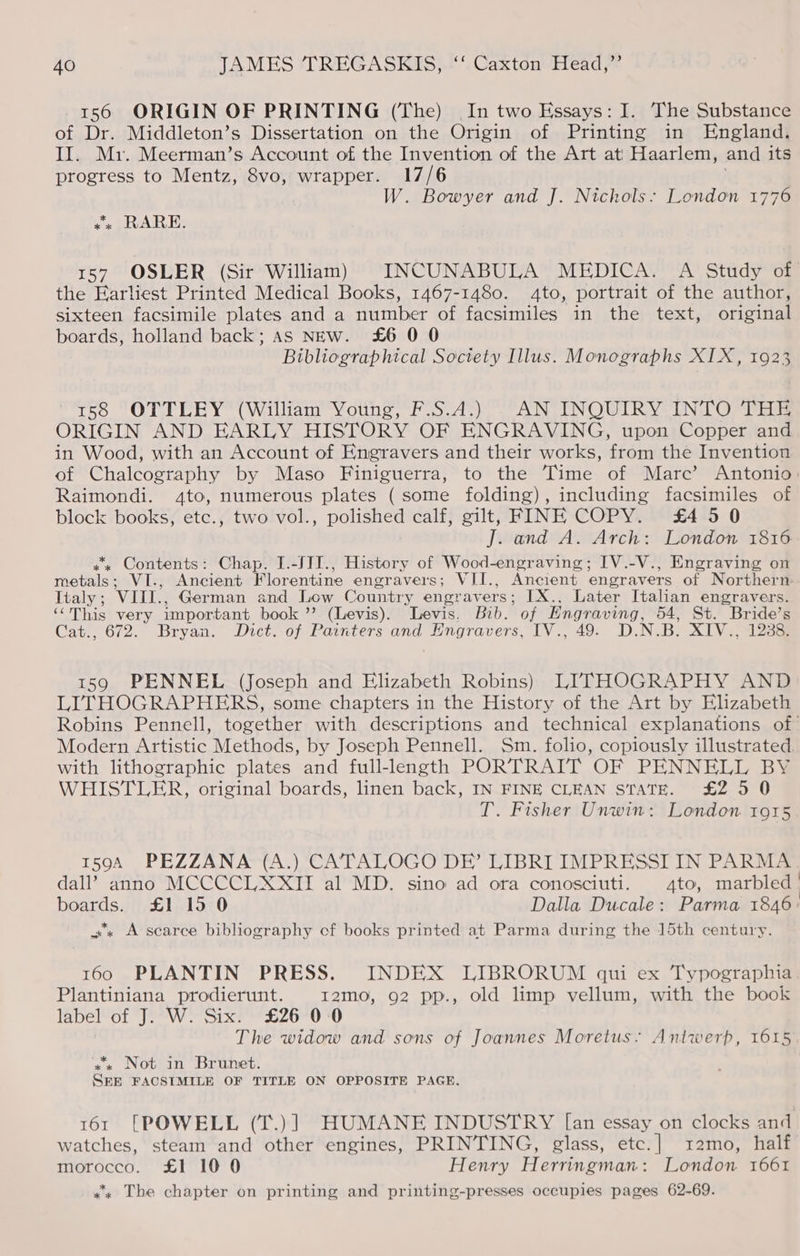 40 JAMES TREGASKIS, “ Caxton Head,”
156 ORIGIN OF PRINTING (The) In two Essays: I. The Substance
of Dr. Middleton’s Dissertation on the Origin of Printing in England.
II. Mr. Meerman’s Account of the Invention of the Art at Haarlem, and its
progress to Mentz, 8vo, wrapper. 17/6
W. Bowyer and J. Nichols: London 1776
⁂ RARE.
157 OSLER (Sir William) INCUNABULA MEDICA. A Study of
the Earliest Printed Medical Books, 1467-1480. 4to, portrait of the author,
sixteen facsimile plates and a number of facsimiles in the text, original
boards, holland back; AS NEW. £6 0 0
Bibliographical Society Illus. Monographs XIX, 1923
158 OTTLEY (William Young, F.S.A.) AN INQUIRY INTO THE
ORIGIN AND EARLY HISTORY OF ENGRAVING, upon Copper and
in Wood, with an Account of Engravers and their works, from the Invention
of Chalcography by Maso Finiguerra, to the Time of Marc’ Antonio
Raimondi. 4to, numerous plates ( some folding), including facsimiles of
block books, etc., two vol., polished calf, gilt, FINE COPY. £4 5 0
J. and A. Arch: London 1816
⁂ Contents: Chap. I.-III., History of Wood-engraving; IV.-V., Engraving on
metals; VI., Ancient Florentine engravers; VII., Ancient engravers of Northern
Italy; VIII., German and Low Country engravers; IX., Later Italian engravers.
“This very important book” (Levis). Levis. Bib. of Engraving, 54, St. Bride’s
Cat., 672. Bryan. Dict. of Painters and Engravers, IV., 49. D.N.B. XIV., 1238.
159 PENNEL (Joseph and Elizabeth Robins) LITHOGRAPHY AND
LITHOGRAPHERS, some chapters in the History of the Art by Elizabeth
Robins Pennell, together with descriptions and technical explanations of
Modern Artistic Methods, by Joseph Pennell. Sm. folio, copiously illustrated
with lithographic plates and full-length PORTRAIT OF PENNELL BY
WHISTLER, original boards, linen back, IN FINE CLEAN STATE. £2 5 0
T. Fisher Unwin: London 1915
159A PEZZANA (A.) CATALOGO DE’ LIBRI IMPRESSI IN PARMA
dall’ anno MCCCCLXXII al MD. sino ad ora conosciuti. 4to, marbled
boards. £1 15 0 Dalla Ducale: Parma 1846
⁂ A scarce bibliography of books printed at Parma during the 15th century.
160 PLANTIN PRESS. INDEX LIBRORUM qui ex Typographia
Plantiniana prodierunt. 12mo, 92 pp., old limp vellum, with the book
label of J. W. Six. £26 0 0
The widow and sons of Joannes Moretus: Antwerp, 1615
⁂ Not in Brunet.
SEE FACSIMILE OF TITLE ON OPPOSITE PAGE.
161 [POWELL (T.)] HUMANE INDUSTRY [an essay on clocks and
watches, steam and other engines, PRINTING, glass, etc.] 12mo, half
morocco. £1 10 0 Henry Herringman: London 1661
⁂ The chapter on printing and printing-presses occupies pages 62-69.